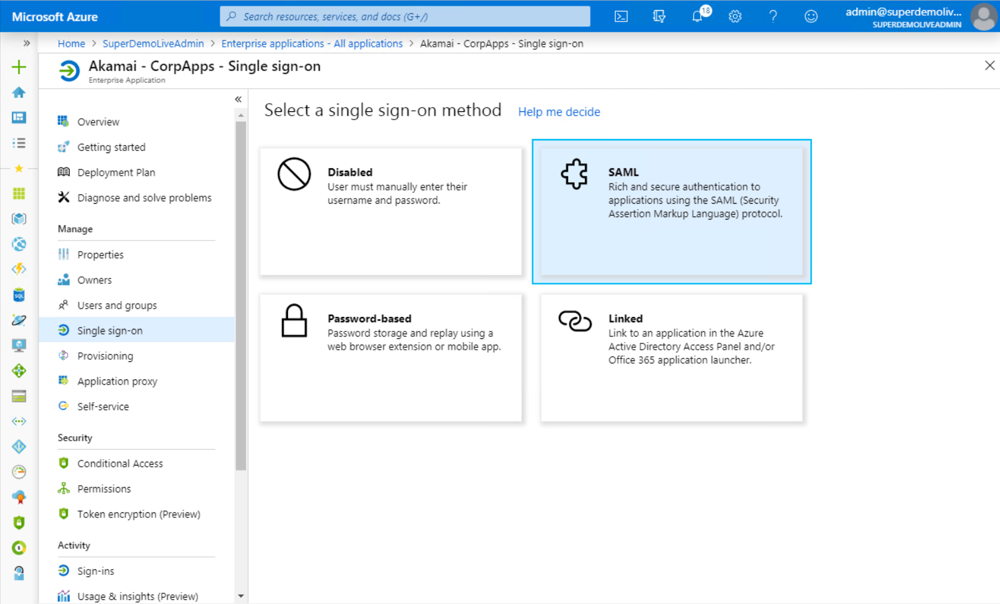 Microsoft Azure
Search resources, services, and docs (G+/)
18
admin@superdemoliv...
SUPERDEMOLIVEADMIN
Home > SuperDemoLiveAdmin > Enterprise applications - All applications > Akamai - CorpApps - Single sign-on
Akamai - CorpApps - Single sign-on
Enterprise Application
Overview
Getting started
Deployment Plan
Diagnose and solve problems
Manage
Properties
Owners
Users and groups
Single sign-on
Provisioning
Application proxy
Self-service
Security
Conditional Access
Permissions
Token encryption (Preview)
Activity
Sign-ins
Usage & insights (Preview)
SQL
Select a single sign-on method
Help me decide
Disabled
User must manually enter their
username and password.
SAML
Rich and secure authentication to
applications using the SAML (Security
Assertion Markup Language) protocol.
Password-based
Password storage and replay using a
web browser extension or mobile app.
Linked
Link to an application in the Azure
Active Directory Access Panel and/or
Office 365 application launcher.